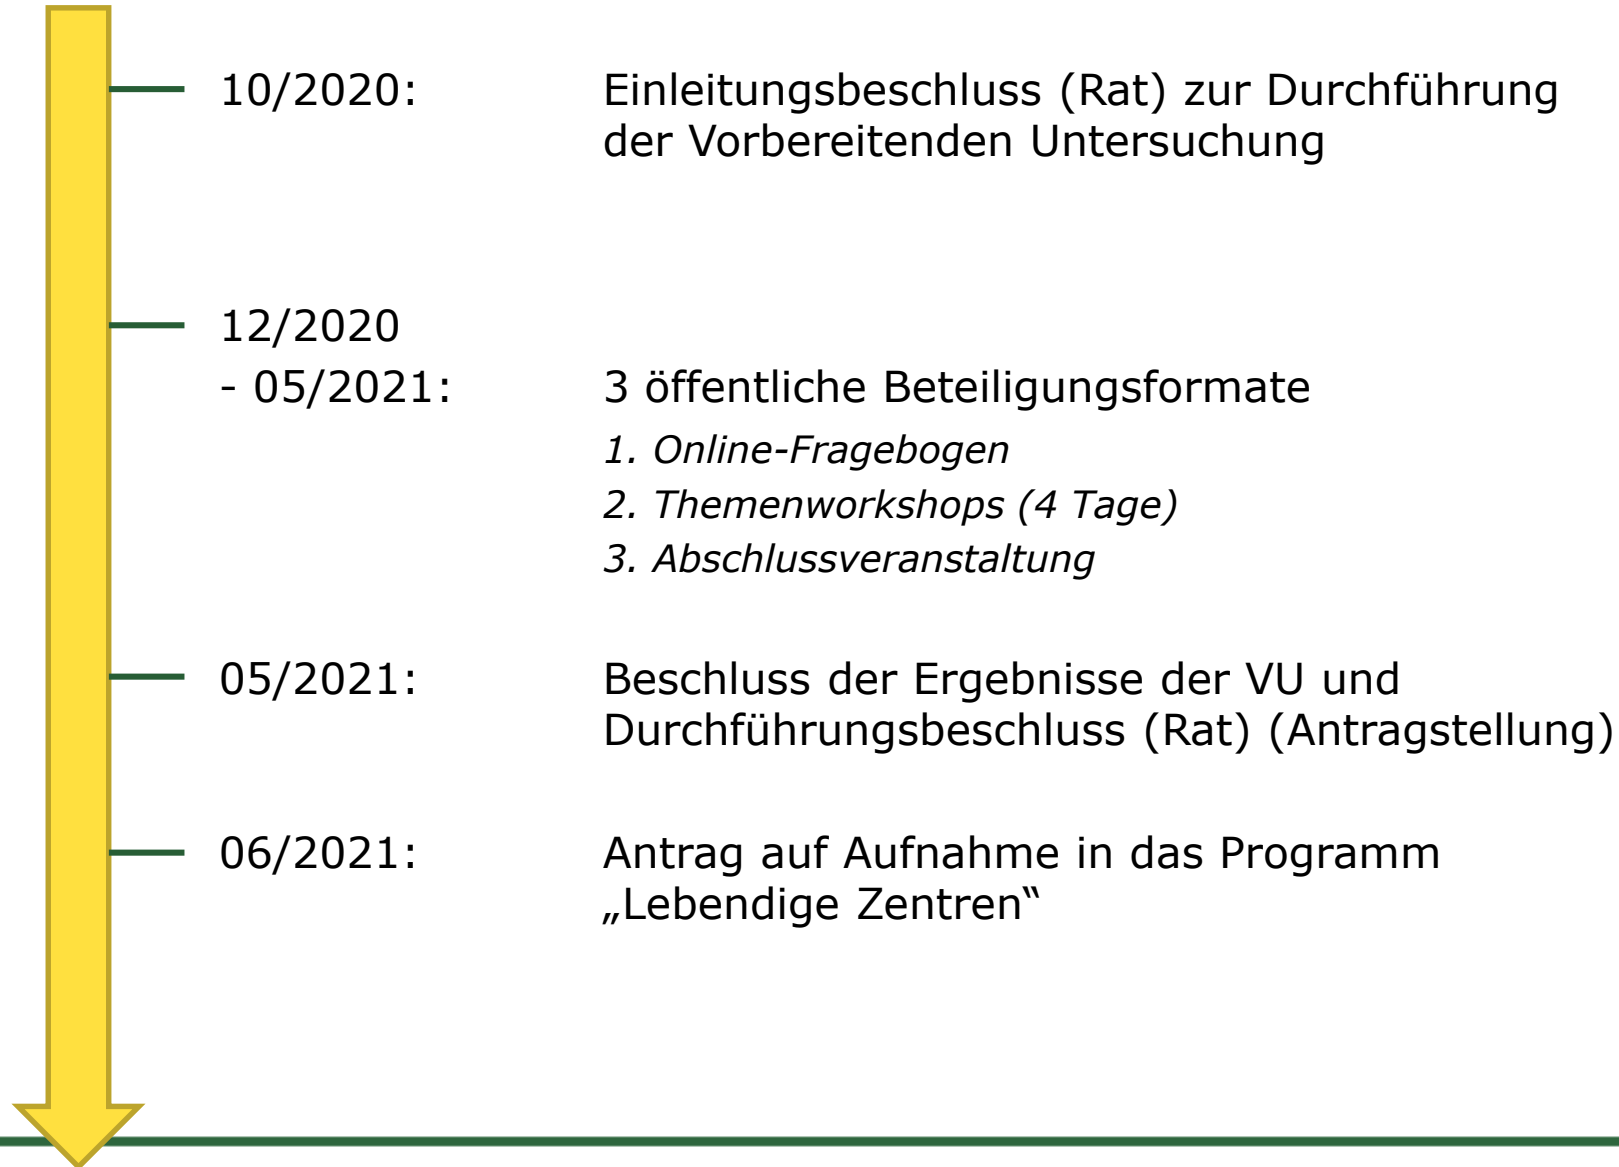 10/2020: Einleitungsbeschluss (Rat) zur Durchführung
der Vorbereitenden Untersuchung
12/2020
- 05/2021: 3 öffentliche Beteiligungsformate
1. Online-Fragebogen
2. Themenworkshops (4 Tage)
3. Abschlussveranstaltung
05/2021: Beschluss der Ergebnisse der VU und
Durchführungsbeschluss (Rat) (Antragstellung)
06/2021: Antrag auf Aufnahme in das Programm
„Lebendige Zentren“